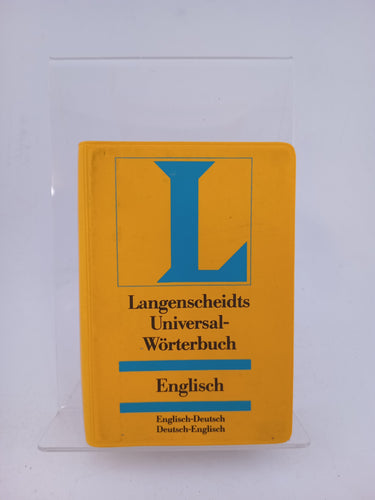 L
Langenscheidts
Universal-
Wörterbuch
Englisch
Englisch-Deutsch
Deutsch-Englisch